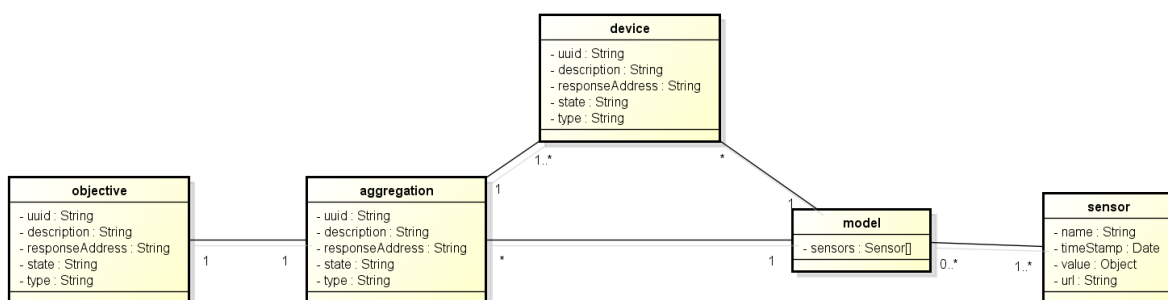 device
- uuid : String
- description : String
- responseAddress : String
- state : String
- type : String
1..*
*
1
1
objective
- uuid : String
- description : String
- responseAddress : String
- state : String
- type : String
1
1
aggregation
- uuid : String
- description : String
- responseAddress : String
- state : String
- type : String
*
1
model
- sensors : Sensor[]
0..*
1..*
sensor
- name : String
- timeStamp : Date
- value : Object
- url : String